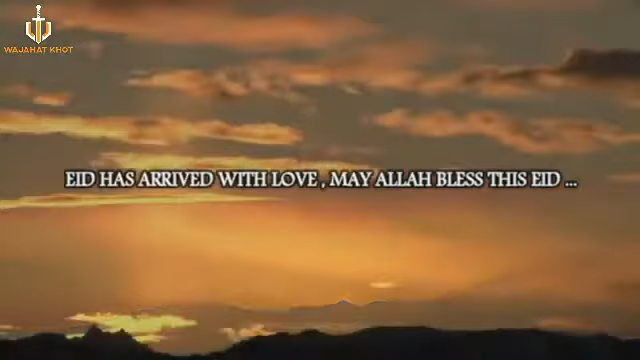 WAJAHAT KHOT
EID HAS ARRIVED WITH LOVE , MAY ALLAH BLESS THIS EID ...